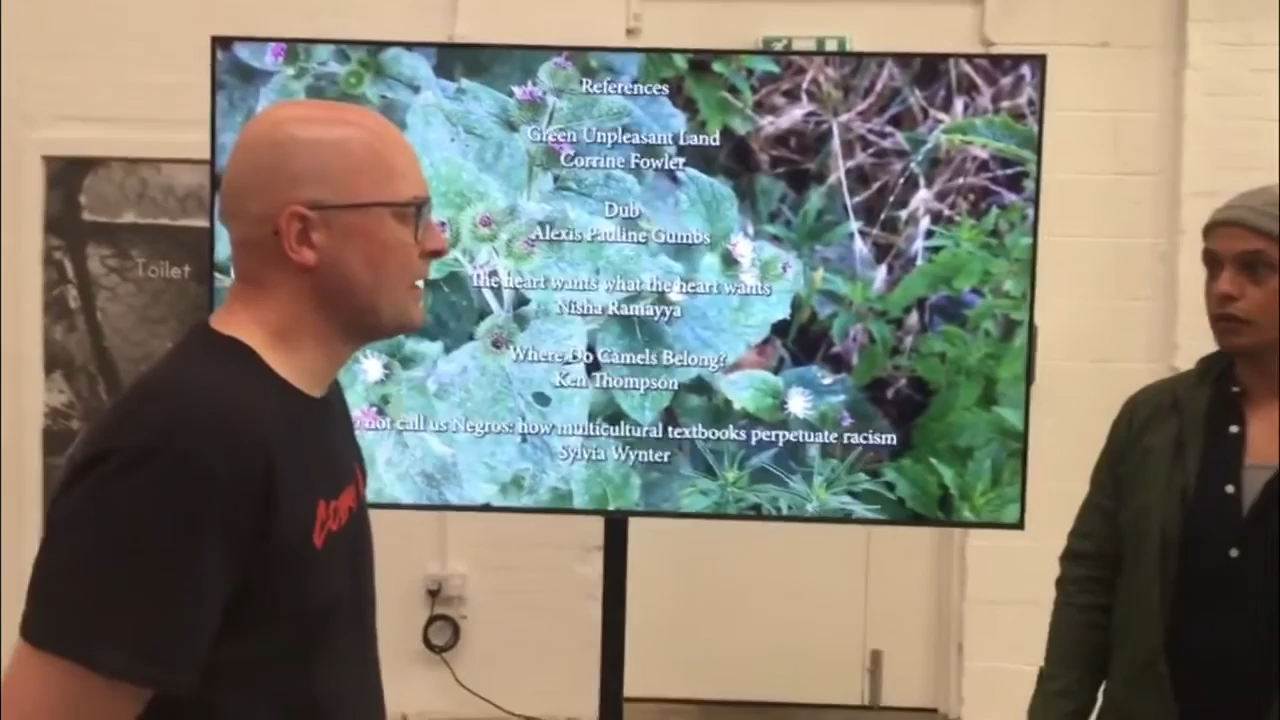 References
Green Unpleasant Land
Corrine Fowler
Dub
Alexis Pauline Gumbs
The heart wants what the heart wants
Nisha Ramayya
Where Do Camels Belong?
Ken Thompson
not call us Negros: how multicultural textbooks perpetuate racism
Sylvia Wynter
Toilet